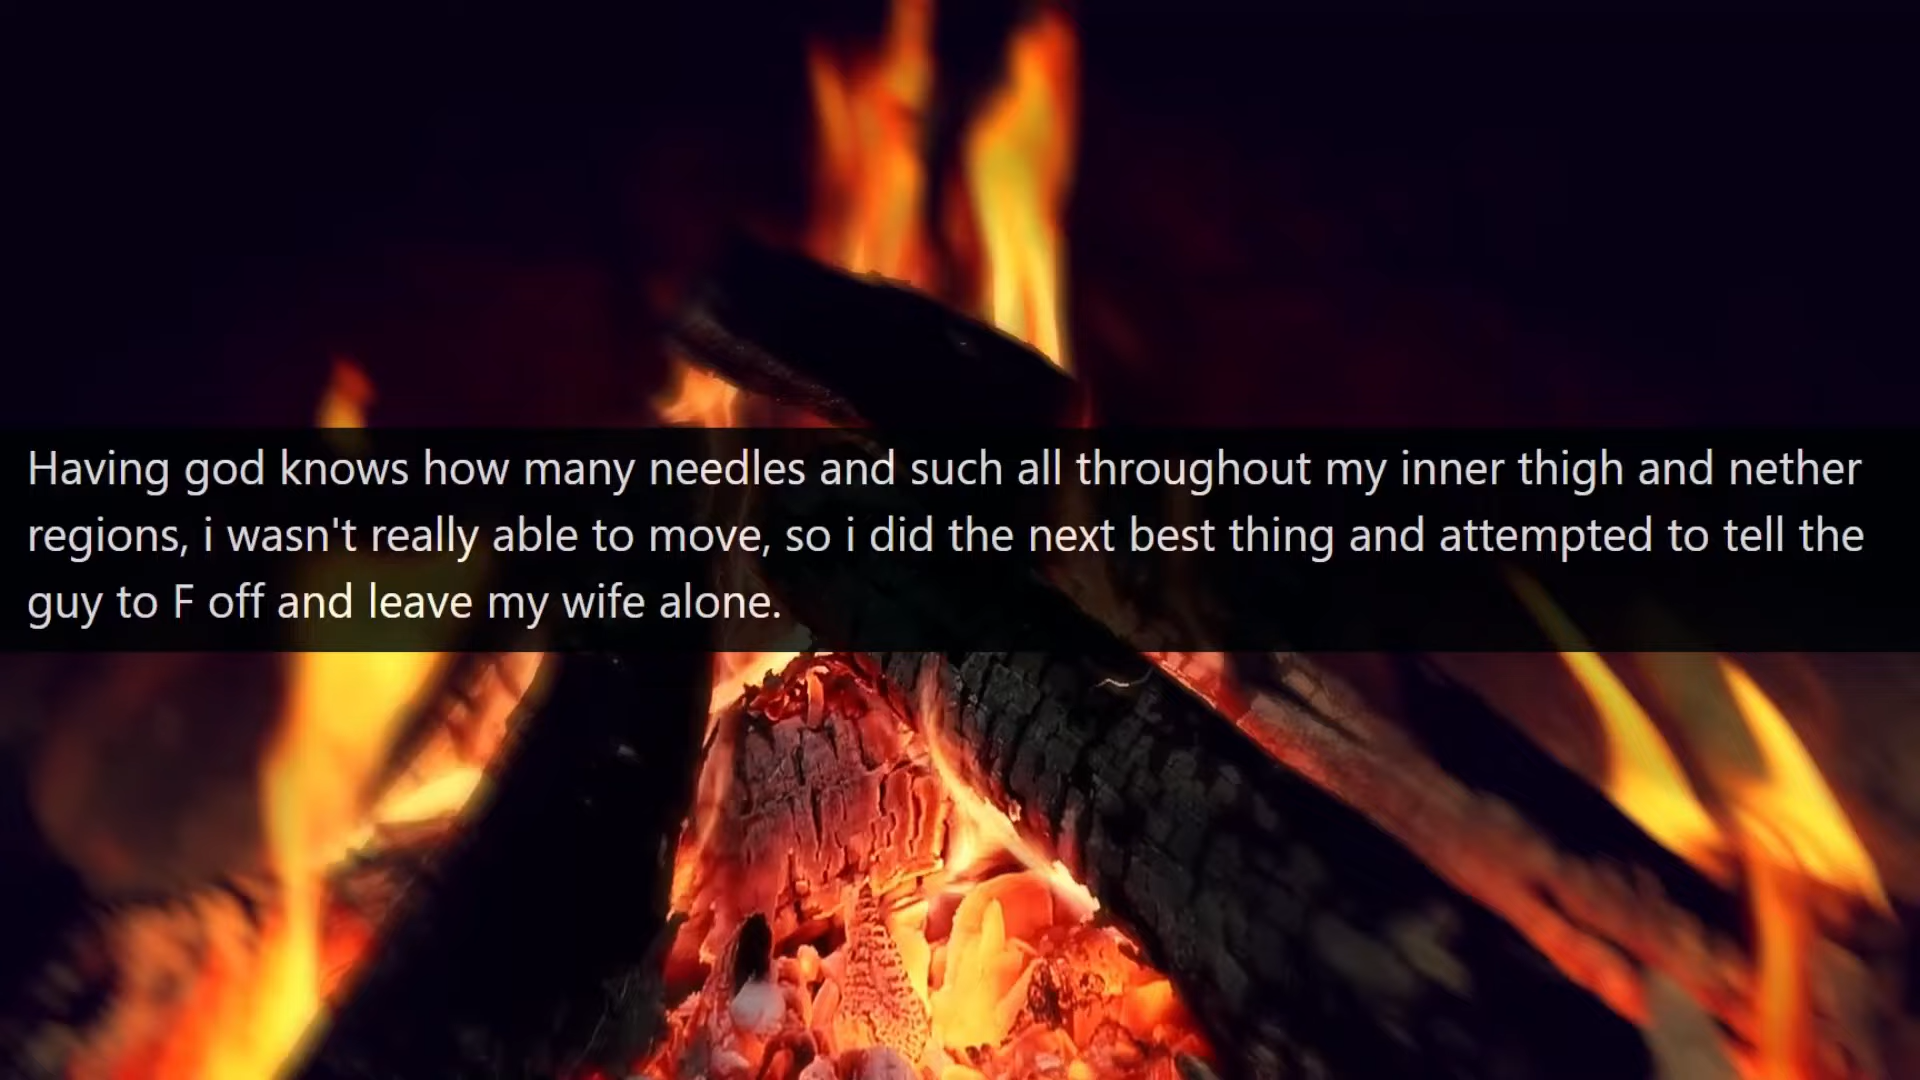 Having god knows how many needles and such all throughout my inner thigh and nether
regions, i wasn't really able to move, so i did the next best thing and attempted to tell the
guy to F off and leave my wife alone.